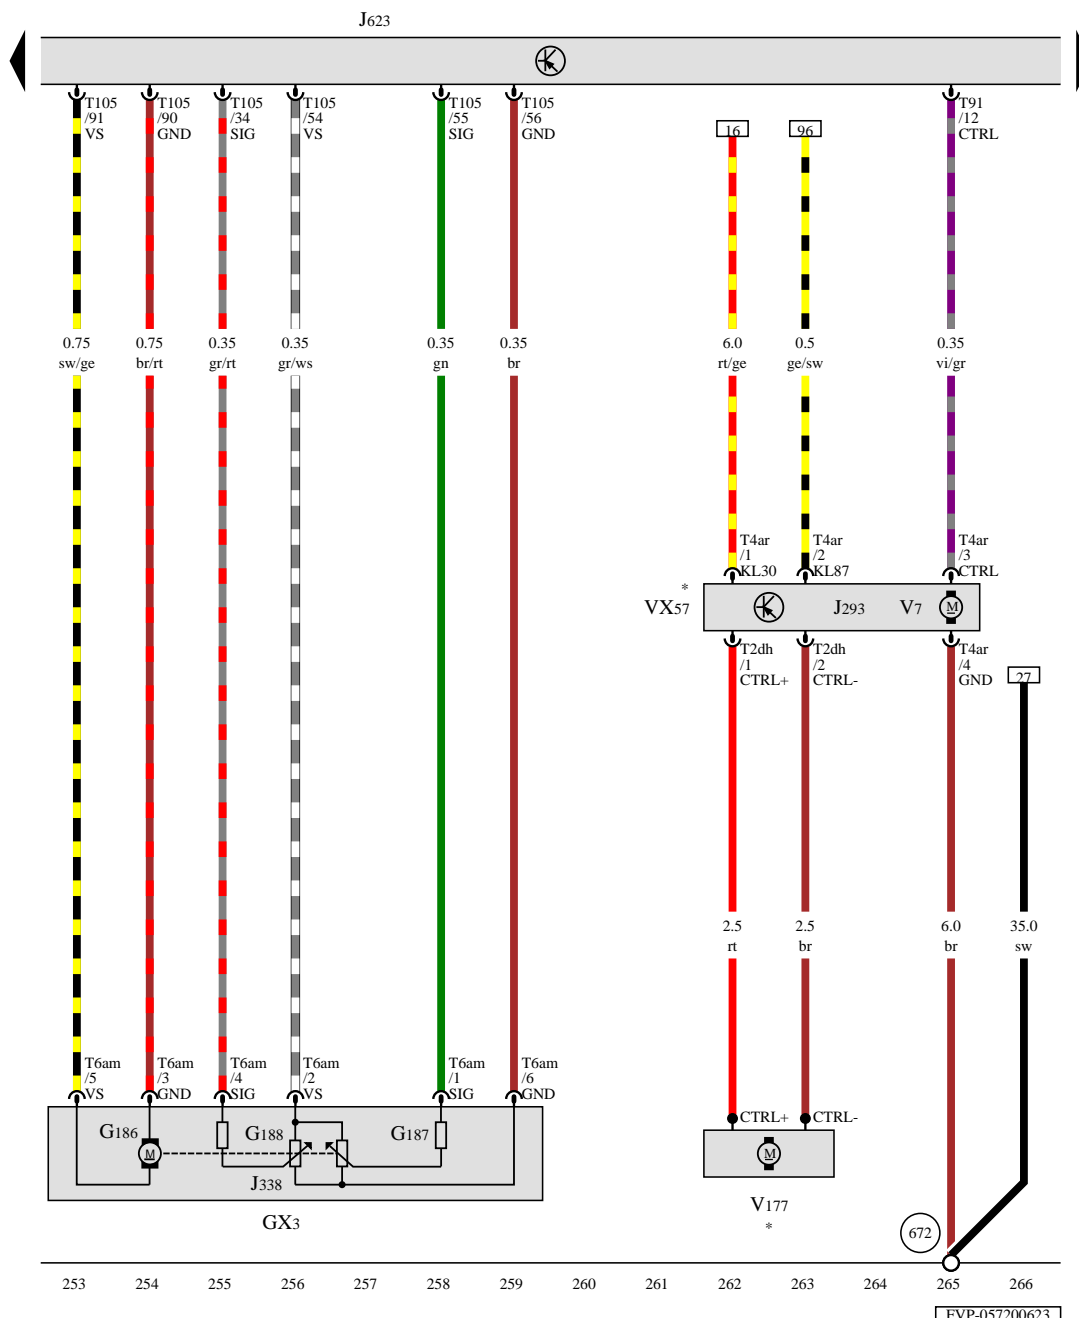 J623
T105 T105 T105 T105 T105 T105 T91
/91 /90 /34 /54 /55 /56 /12
VS GND SIG VS SIG GND CTRL
16 96
0.75 0.75 0.35 0.35 0.35 0.35 6.0 0.5 0.35
sw/ge br/rt gr/rt gr/ws gn br rt/ge ge/sw vi/gr
T4ar T4ar T4ar
/1 /2 /3
KL30 KL87 CTRL
*
VX57 J293 V7 M
T2dh T2dh T4ar
/1 /2 /4
CTRL+ CTRL- GND
27
2.5 2.5 6.0 35.0
rt br br sw
T6am T6am T6am T6am T6am T6am
/5 /3 /4 /2 /1 /6
VS GND SIG VS SIG GND
CTRL+ CTRL-
G186 G188 G187
M M
J338
V177
*
GX3
672
253 254 255 256 257 258 259 260 261 262 263 264 265 266
EVP-057200623